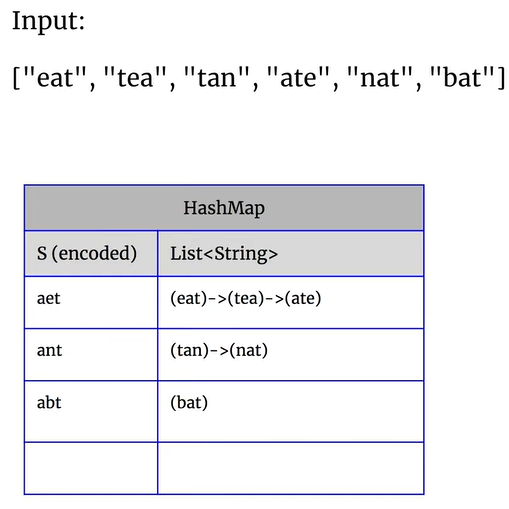 Input:
["eat", "tea", "tan", "ate", "nat", "bat"]
HashMap
S (encoded) List<String>
aet (eat)->(tea)->(ate)
ant (tan)->(nat)
abt (bat)